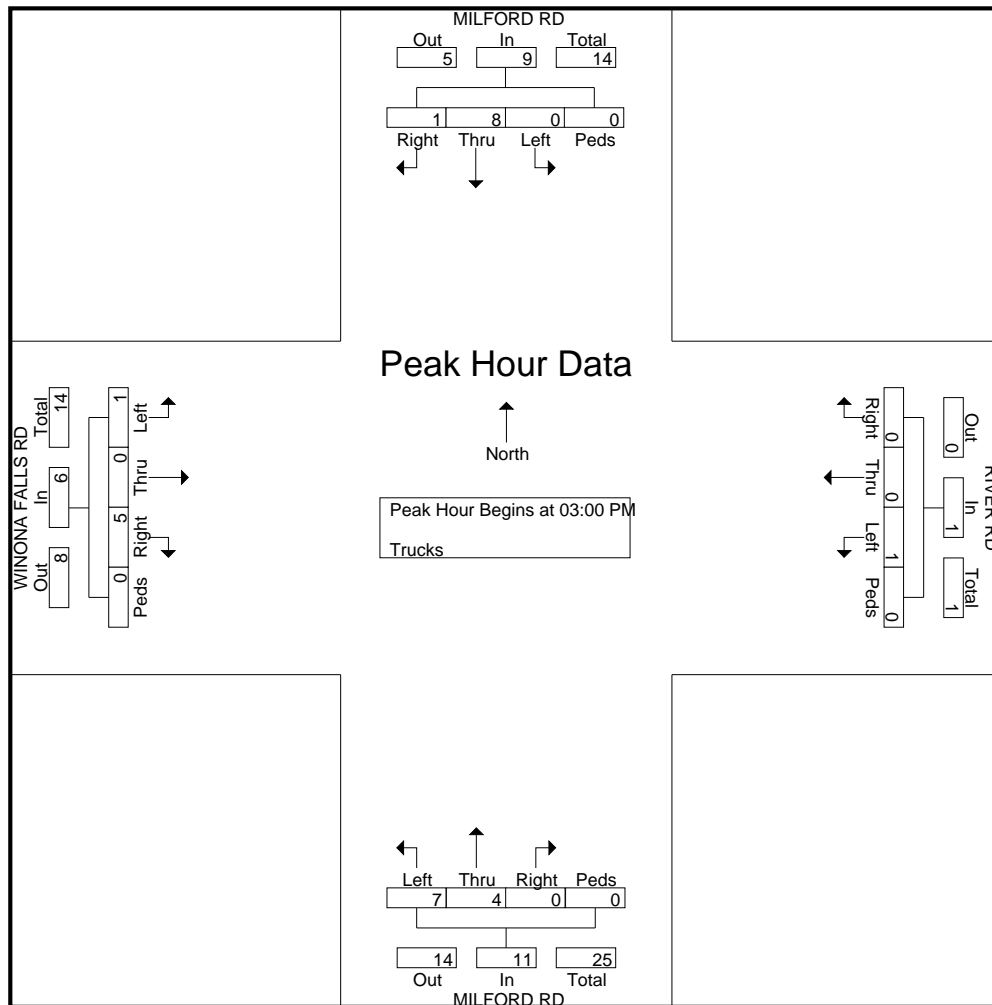 MILFORD RD
Out In Total
5 9 14
1 8 0 0
Right Thru Left Peds
Peak Hour Data
North
Peak Hour Begins at 03:00 PM
Trucks
WINONA FALLS RD
Out In Total
8 6 14
0 5 0 1
Peds Right Thru Left
RIVER RD
Out In Total
0 1 1
0 0 1 0
Right Thru Left Peds
Left Thru Right Peds
7 4 0 0
14 11 25
Out In Total
MILFORD RD